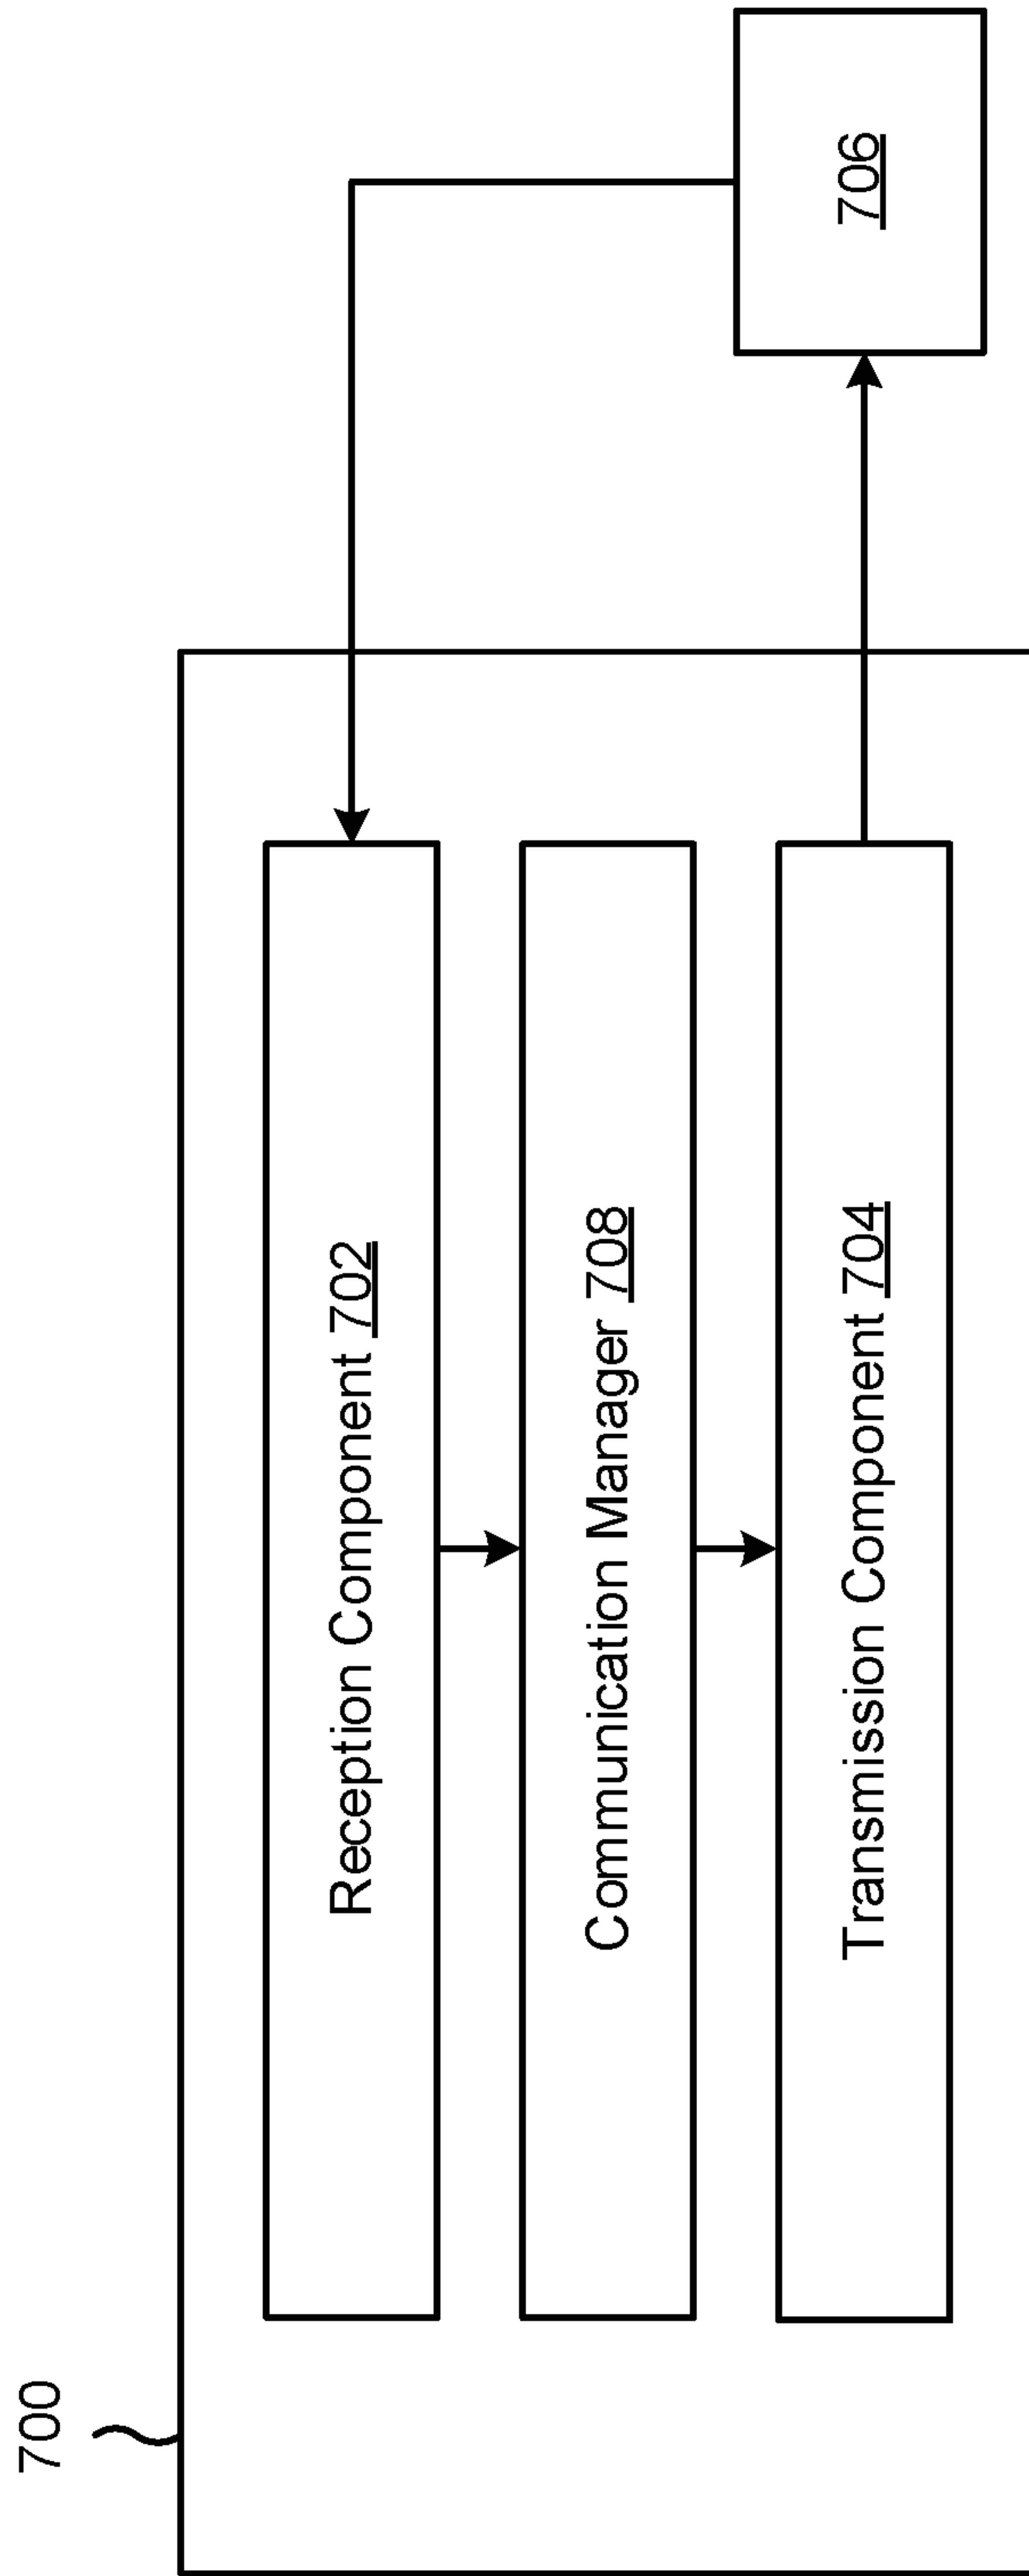 700
Reception Component 702
Communication Manager 708
Transmission Component 704
706